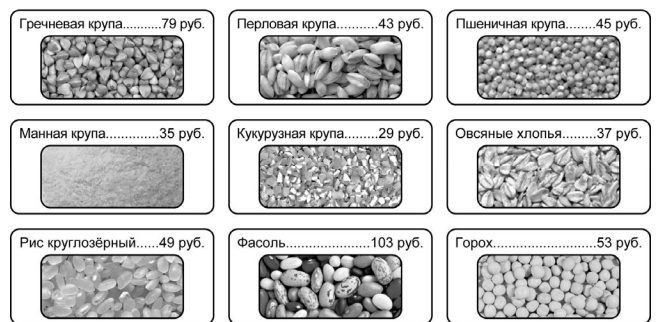 Гречневая крупа...........79 руб.
Перловая крупа............43 руб.
Пшеничная крупа........45 руб.
Манная крупа...............35 руб.
Кукурузная крупа.........29 руб.
Овсяные хлопья.........37 руб.
Рис круглозёрный......49 руб.
Фасоль........................103 руб.
Горох.............................53 руб.